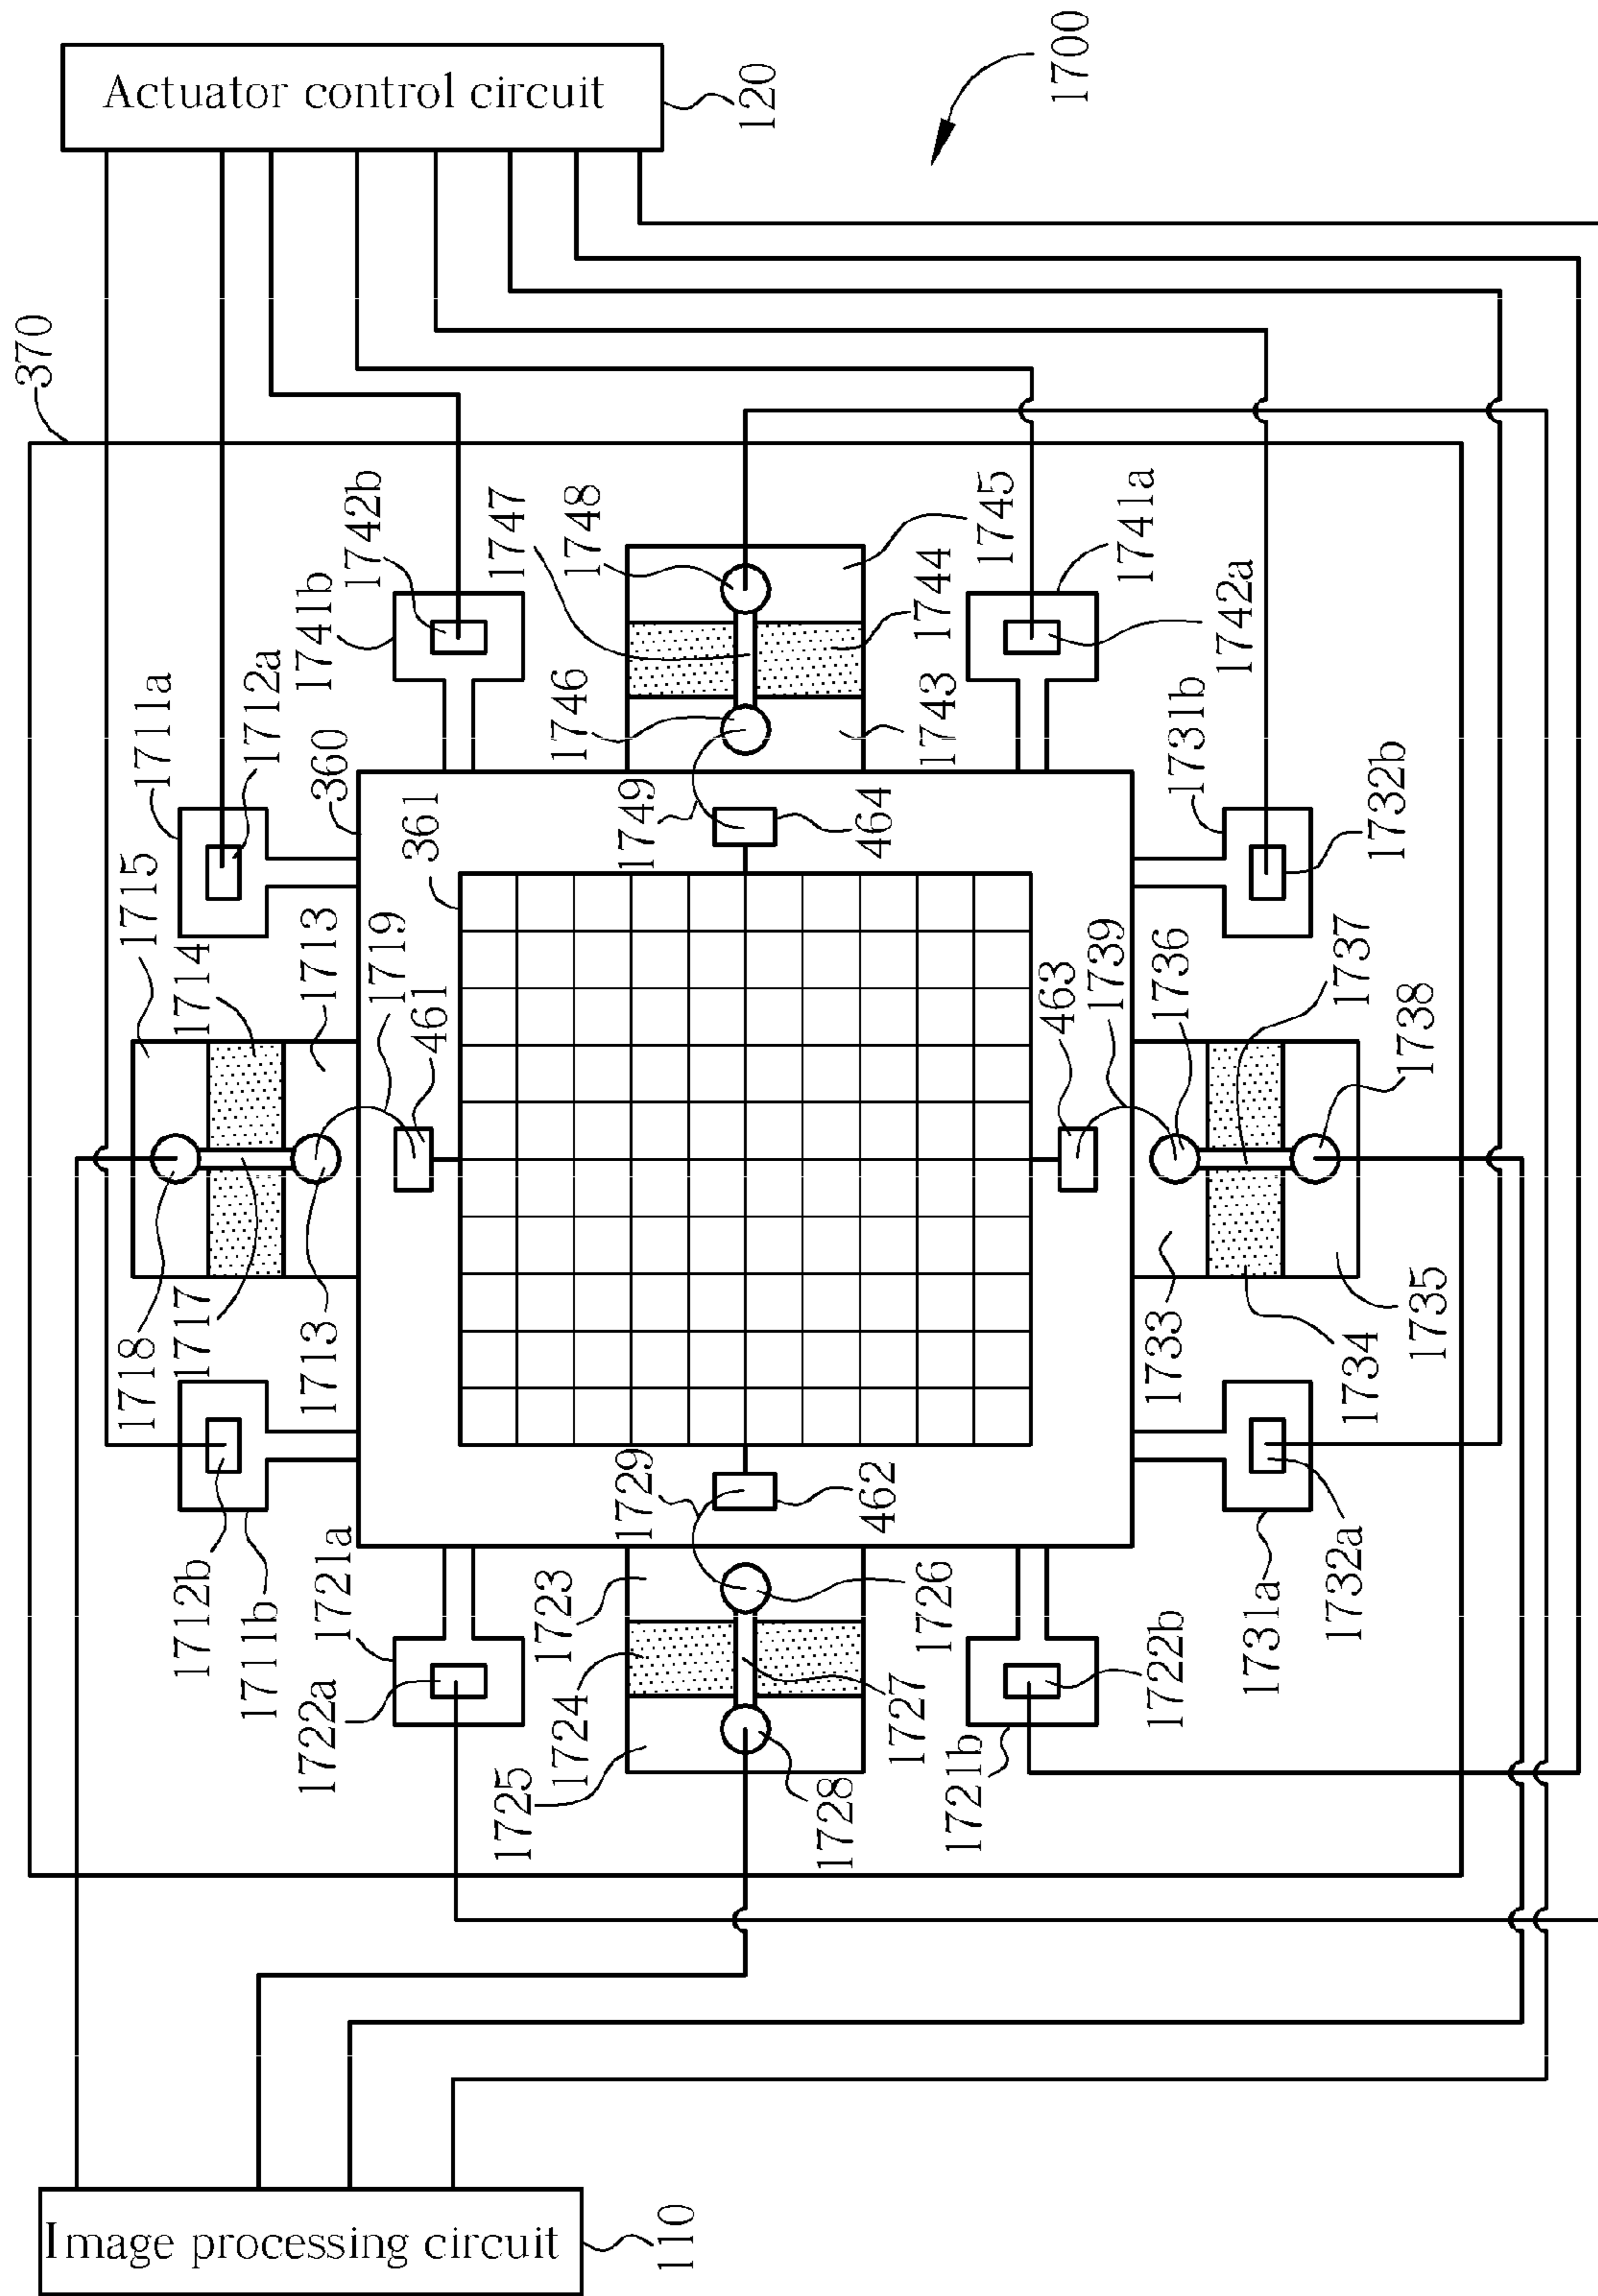 Actuator control circuit
120
1700
370
1742b
1747
1748
1745
1744
1741a
1742a
1741b
1746
1743
1731b
1732b
1711a
1712a
360
361
1749
464
1715
1714
1713
1719
461
463
1739
1736
1737
1738
1718
1717
1713
1733
1734
1735
1729
462
1712b
1711b
1721a
1722a
1723
1724
1725
1726
1727
1728
1721b
1722b
1731a
1732a
Image processing circuit
110